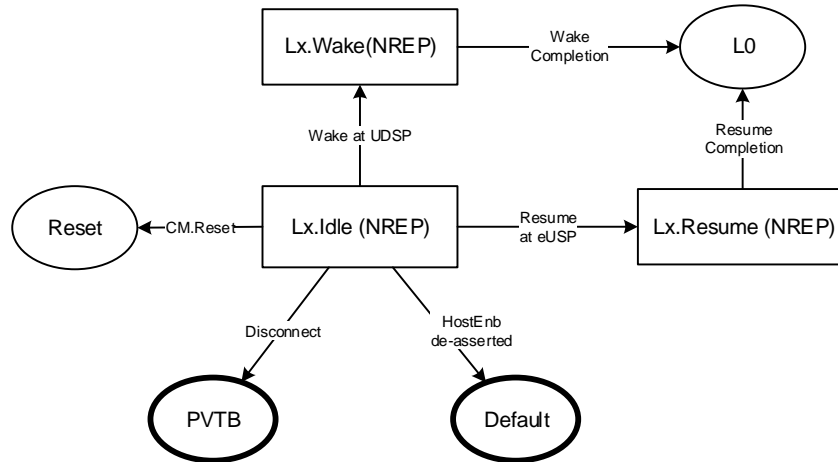 Lx.Wake(NREP)
Wake
Completion
L0
Wake at UDSP
Resume
Completion
Reset
CM.Reset
Lx.Idle (NREP)
Resume
at eUSP
Lx.Resume (NREP)
Disconnect
HostEnb
de-asserted
PVTB
Default